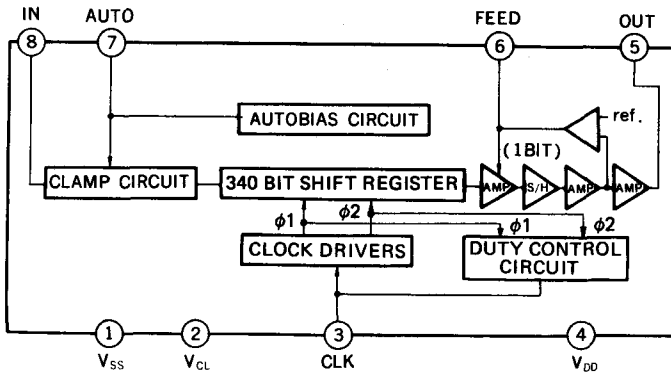 IN AUTO FEED OUT
8 7 6 5
ref.
AUTOBIAS CIRCUIT
(1BIT)
CLAMP CIRCUIT 340 BIT SHIFT REGISTER AMP S/H AMP AMP
ϕ1 ϕ2 ϕ1 ϕ2
CLOCK DRIVERS DUTY CONTROL
CIRCUIT
1 2 3 4
VSS VCL CLK VDD